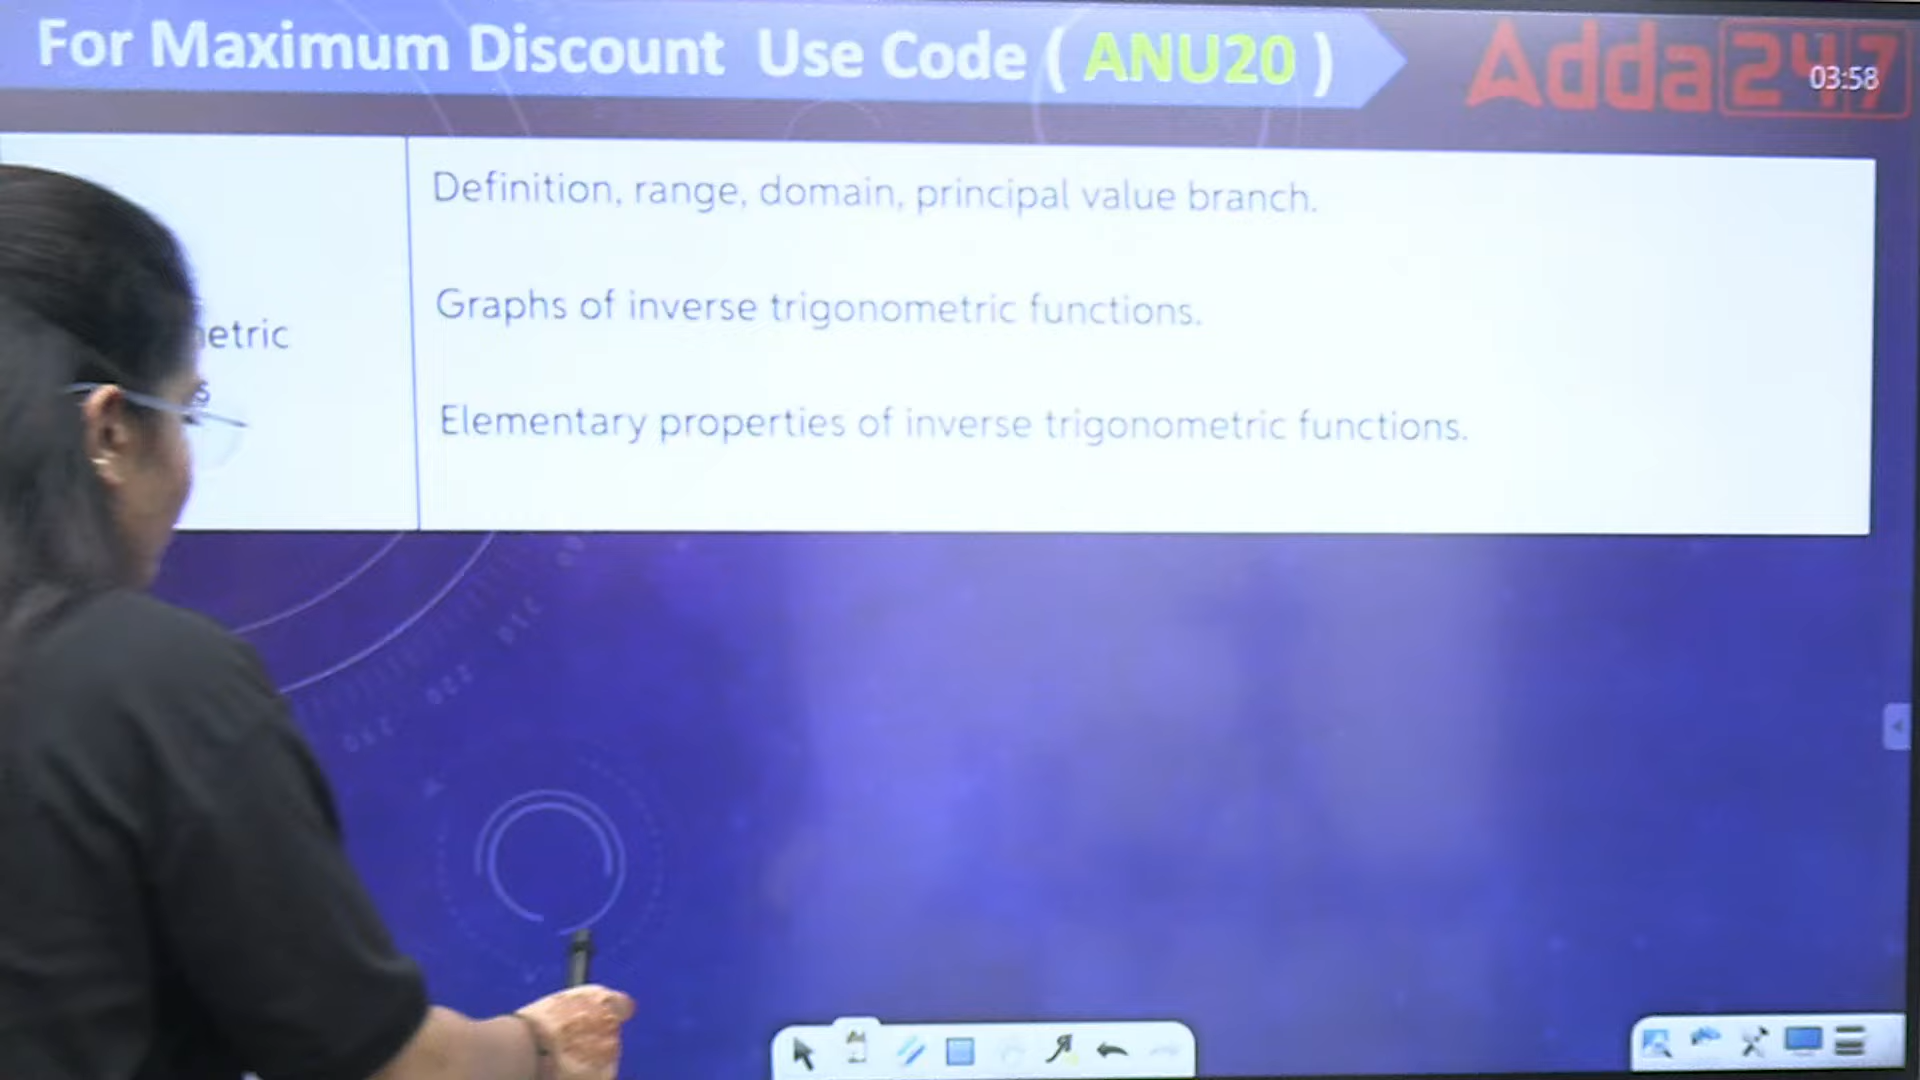 For Maximum Discount Use Code ( ANU20 )
Adda247
03:58
Definition, range, domain, principal value branch.
Graphs of inverse trigonometric functions.
etric
s
Elementary properties of inverse trigonometric functions.